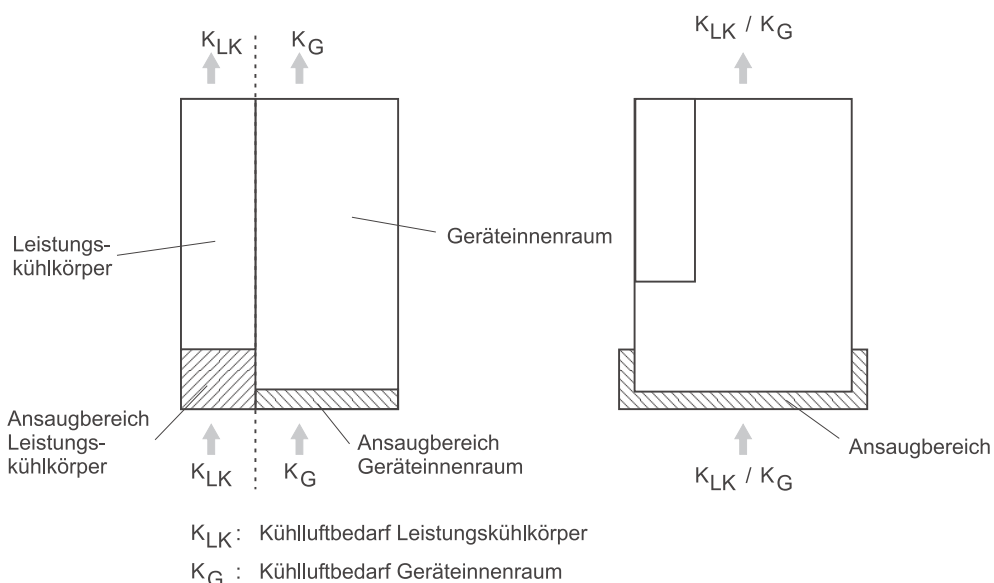 K_LK K_G
K_LK / K_G
Leistungs-
kühlkörper
Geräteinnenraum
Ansaugbereich
Leistungs-
kühlkörper
Ansaugbereich
Geräteinnenraum
Ansaugbereich
K_LK K_G
K_LK / K_G
K_LK : Kühlluftbedarf Leistungskühlkörper
K_G : Kühlluftbedarf Geräteinnenraum